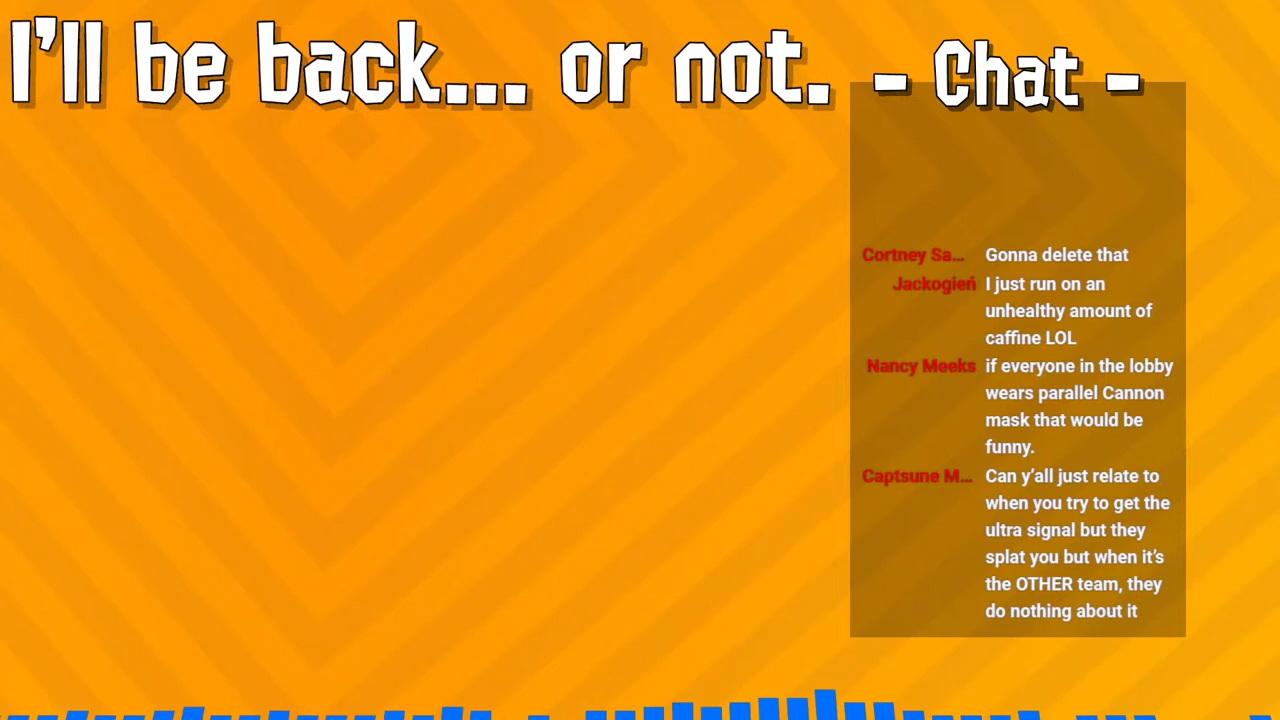 I'll be back... or not.
- Chat -
Cortney Sa... Gonna delete that
Jackogień I just run on an
unhealthy amount of
caffine LOL
Nancy Meeks if everyone in the lobby
wears parallel Cannon
mask that would be
funny.
Captsune M... Can y'all just relate to
when you try to get the
ultra signal but they
splat you but when it's
the OTHER team, they
do nothing about it